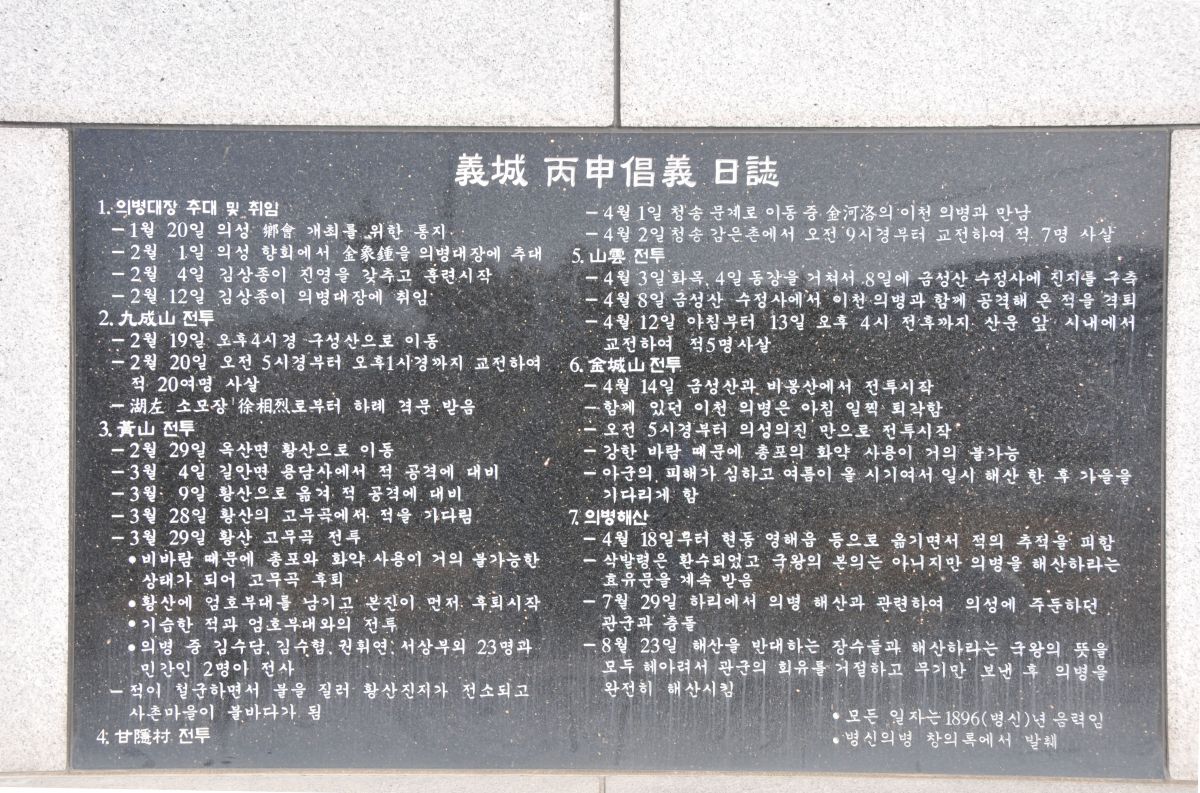 義城 丙申倡義 日誌
1. 의병대장 추대 및 취임
– 1월 20일 의성 鄕會 개최를 위한 통지
– 2월 1일 의성 향회에서 金象鍾을 의병대장에 추대
– 2월 4일 김상종이 진영을 갖추고 훈련시작
– 2월 12일 김상종이 의병대장에 취임
2. 九成山 전투
– 2월 19일 오후4시경 구성산으로 이동
– 2월 20일 오전 5시경부터 오후1시경까지 교전하여
적 20여명 사살
– 湖左 소모장 徐相烈로부터 하례 격문 받음
3. 黃山 전투
– 2월 29일 옥산면 황산으로 이동
– 3월 4일 길안면 용담사에서 적 공격에 대비
– 3월 9일 황산으로 옮겨 적 공격에 대비
– 3월 28일 황산의 고무곡에서 적을 기다림
– 3월 29일 황산 고무곡 전투
• 비바람 때문에 총포와 화약 사용이 거의 불가능한
상태가 되어 고무곡 후퇴
• 황산에 엄호부대를 남기고 본진이 먼저 후퇴시작
• 기습한 적과 엄호부대와의 전투
• 의병 중 김수담, 김수협, 권휘연, 서상부외 23명과
민간인 2명이 전사
– 적이 철군하면서 불을 질러 황산진지가 전소되고
사촌마을이 불바다가 됨
4. 甘隱村 전투
– 4월 1일 청송 문계로 이동 중 金河洛의 이천 의병과 만남
– 4월 2일 청송 감은촌에서 오전 9시경부터 교전하여 적 7명 사살
5. 山雲 전투
– 4월 3일 화목, 4일 동강을 거쳐서 8일에 금성산 수정사에 진지를 구축
– 4월 8일 금성산 수정사에서 이천 의병과 함께 공격해 온 적을 격퇴
– 4월 12일 아침부터 13일 오후 4시 전후까지 산운 앞 시내에서
교전하여 적5명사살
6. 金城山 전투
– 4월 14일 금성산과 비봉산에서 전투시작
– 함께 있던 이천 의병은 아침 일찍 퇴각함
– 오전 5시경부터 의성의진 만으로 전투시작
– 강한 바람 때문에 총포의 화약 사용이 거의 불가능
– 아군의 피해가 심하고 여름이 올 시기여서 일시 해산 한 후 가을을
기다리게 함
7. 의병해산
– 4월 18일부터 현동 영해읍 등으로 옮기면서 적의 추적을 피함
– 삭발령은 환수되었고 국왕의 본의는 아니지만 의병을 해산하라는
효유문을 계속 받음
– 7월 29일 하리에서 의병 해산과 관련하여 의성에 주둔하던
관군과 충돌
– 8월 23일 해산을 반대하는 장수들과 해산하라는 국왕의 뜻을
모두 헤아려서 관군의 회유를 거절하고 무기만 보낸 후 의병을
완전히 해산시킴
• 모든 일자는 1896(병신)년 음력임
• 병신의병 창의록에서 발췌